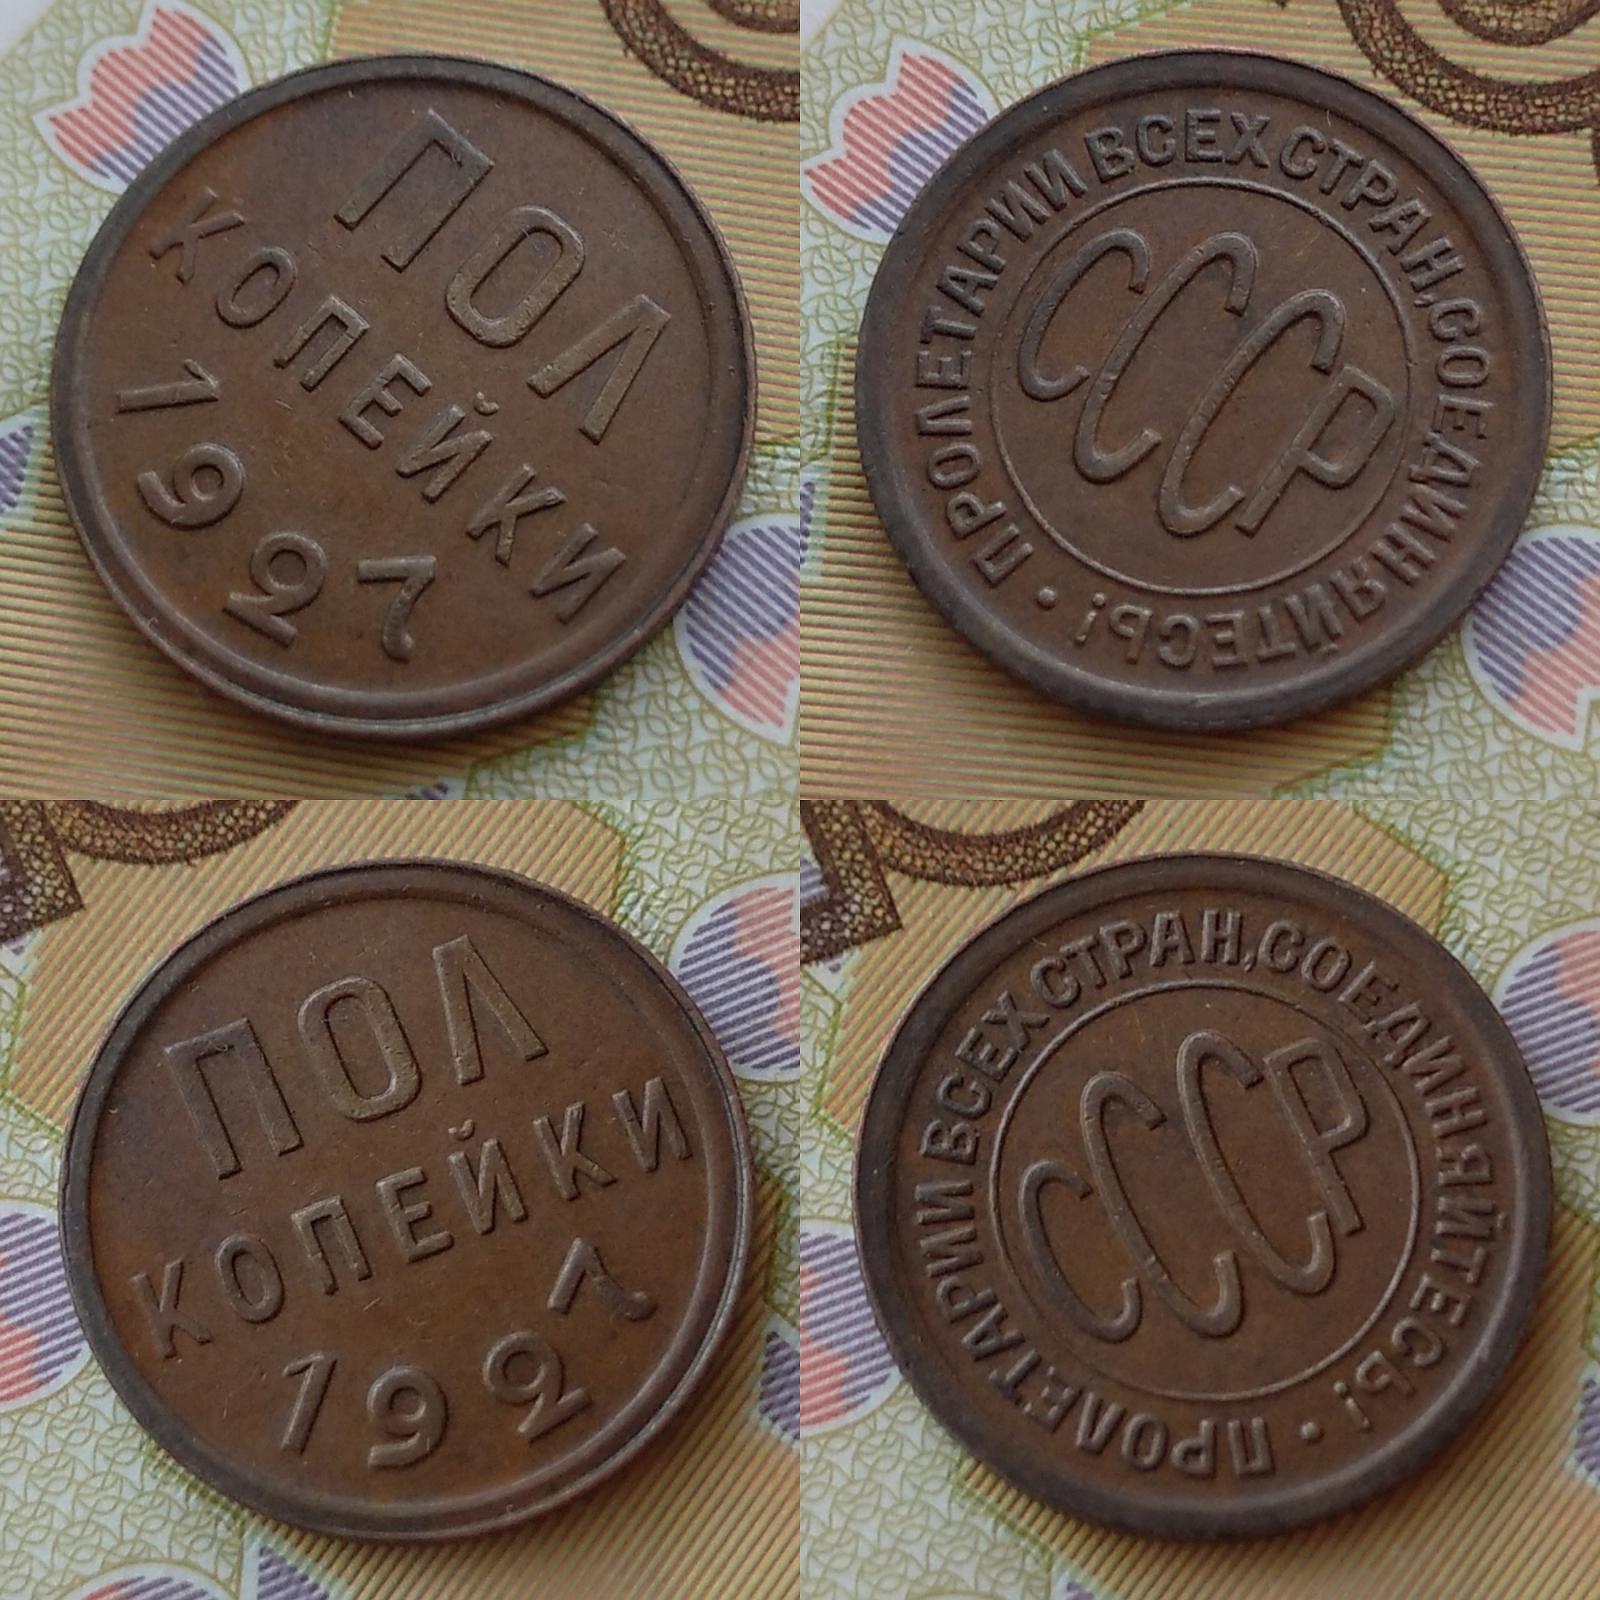 ПОЛ
КОПЕЙКИ
1927
ПРОЛЕТАРИИ ВСЕХ СТРАН, СОЕДИНЯЙТЕСЬ! •
СССР
ПОЛ
КОПЕЙКИ
1927
ПРОЛЕТАРИИ ВСЕХ СТРАН, СОЕДИНЯЙТЕСЬ! •
СССР